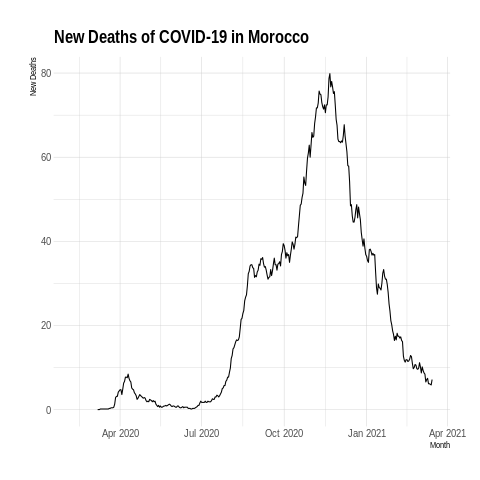 New Deaths of COVID-19 in Morocco
New Deaths
80
60
40
20
0
Apr 2020 Jul 2020 Oct 2020 Jan 2021 Apr 2021
Month